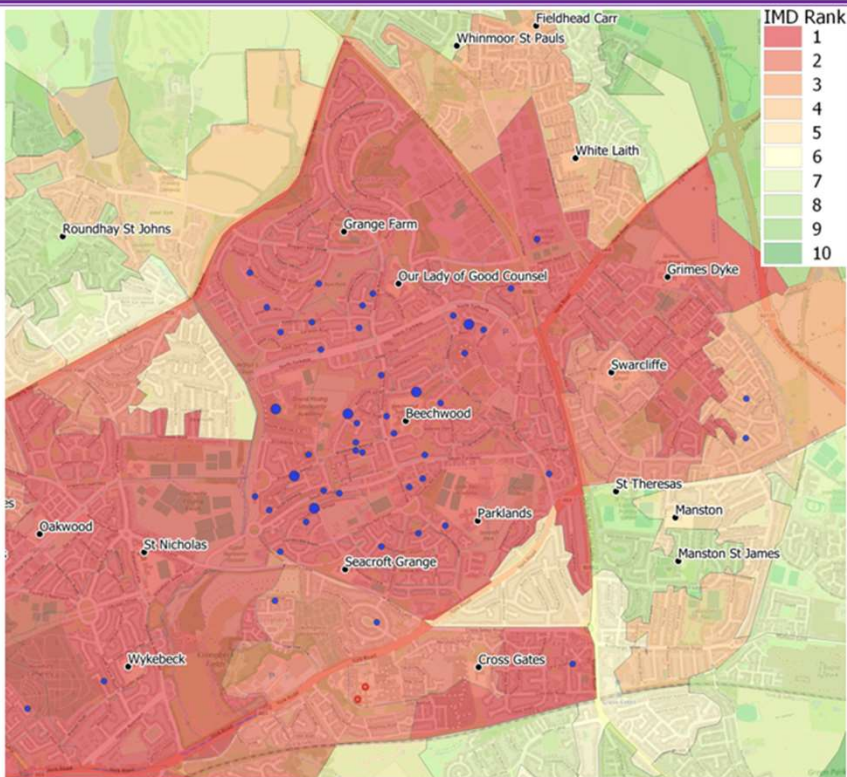 Fieldhead Carr
Whinmoor St Pauls
IMD Rank
1
2
3
4
5
6
7
8
9
10
White Laith
Roundhay St Johns
Grange Farm
Our Lady of Good Counsel
Grimes Dyke
Swarcliffe
Beechwood
St Theresas
es
Manston
Parklands
Oakwood
St Nicholas
Manston St James
Seacroft Grange
Wykebeck
Cross Gates